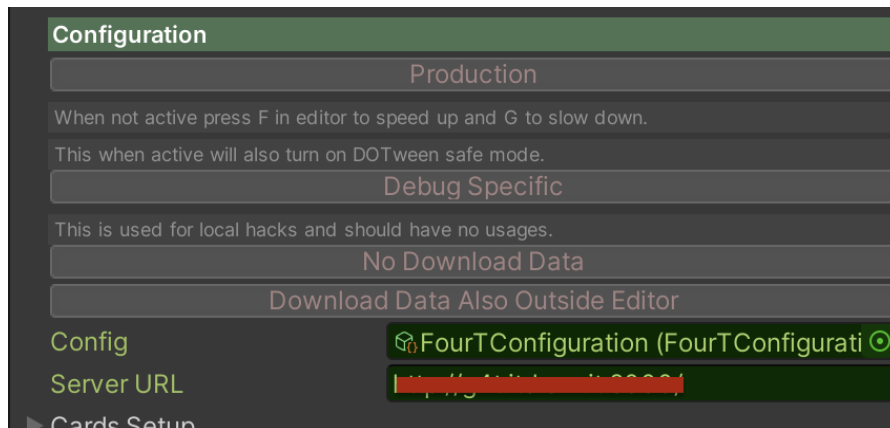 Configuration
Production
When not active press F in editor to speed up and G to slow down.
This when active will also turn on DOTween safe mode.
Debug Specific
This is used for local hacks and should have no usages.
No Download Data
Download Data Also Outside Editor
Config FourTConfiguration (FourTConfigurati
Server URL
Cards Setup